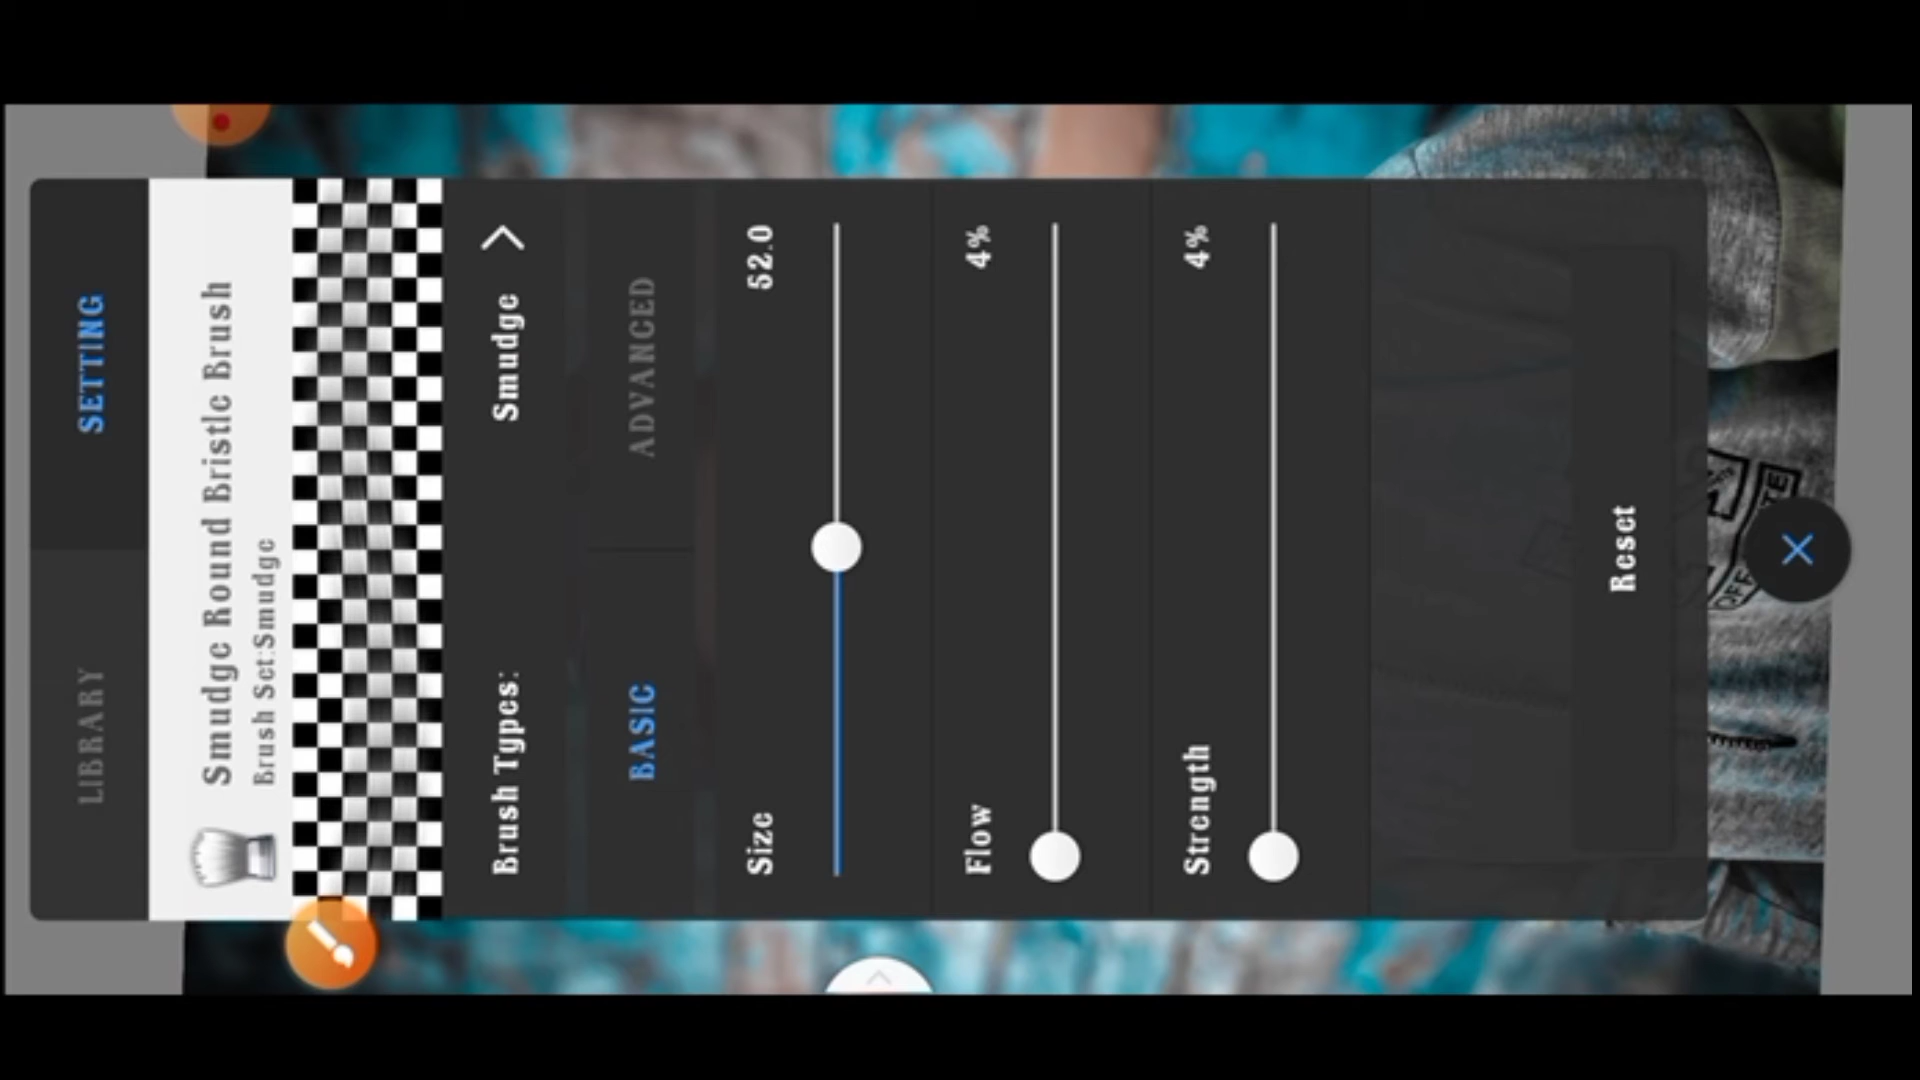 LIBRARY SETTING
Smudge Round Bristle Brush
Brush Set:Smudge
Brush Types: Smudge
BASIC ADVANCED
Size 52.0
Flow 4%
Strength 4%
Reset